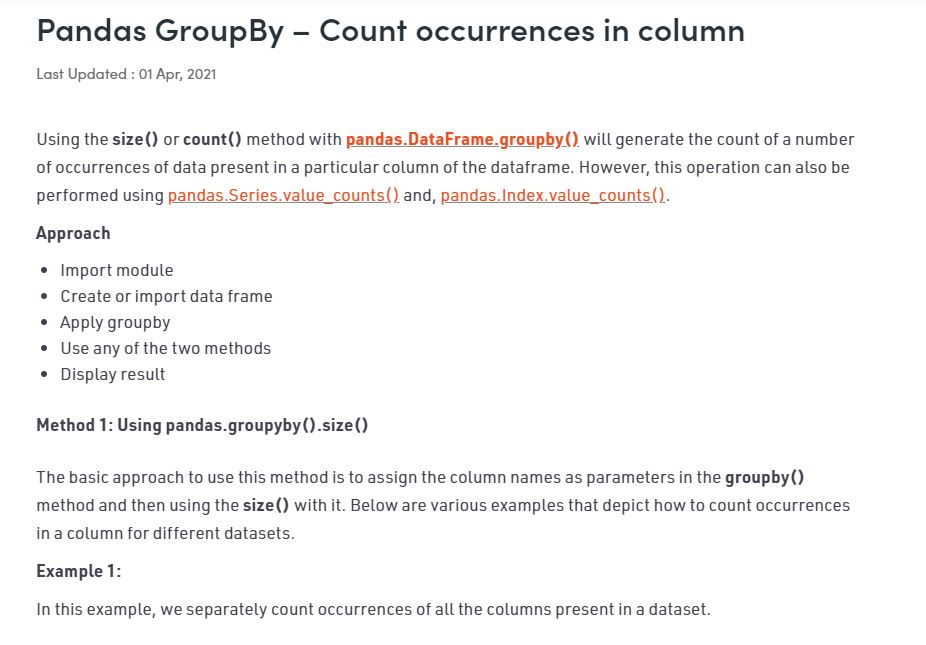 Pandas GroupBy – Count occurrences in column
Last Updated : 01 Apr, 2021
Using the size() or count() method with pandas.DataFrame.groupby() will generate the count of a number
of occurrences of data present in a particular column of the dataframe. However, this operation can also be
performed using pandas.Series.value_counts() and, pandas.Index.value_counts().
Approach
• Import module
• Create or import data frame
• Apply groupby
• Use any of the two methods
• Display result
Method 1: Using pandas.groupyby().size()
The basic approach to use this method is to assign the column names as parameters in the groupby()
method and then using the size() with it. Below are various examples that depict how to count occurrences
in a column for different datasets.
Example 1:
In this example, we separately count occurrences of all the columns present in a dataset.